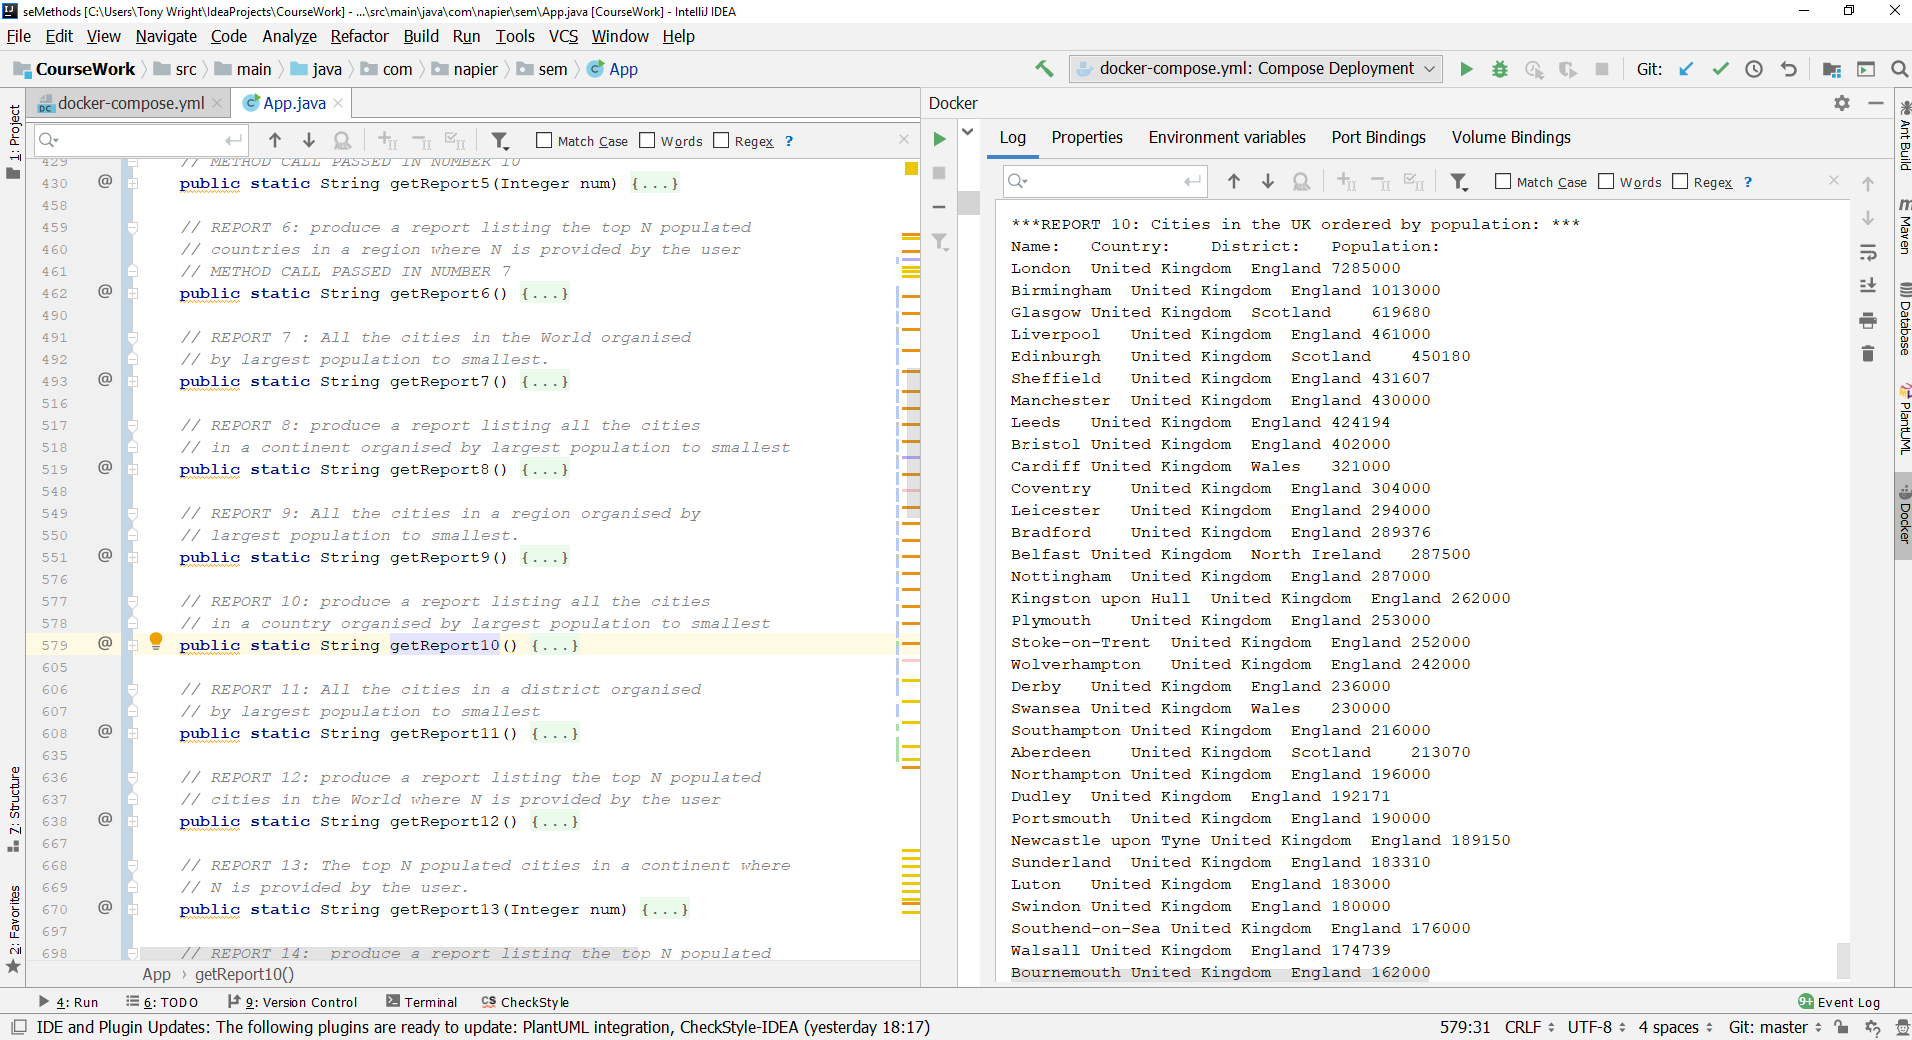 seMethods [C:\Users\Tony Wright\IdeaProjects\CourseWork] - ...\src\main\java\com\napier\sem\App.java [CourseWork] - IntelliJ IDEA
File Edit View Navigate Code Analyze Refactor Build Run Tools VCS Window Help
CourseWork src main java com napier sem App
docker-compose.yml: Compose Deployment Git:
docker-compose.yml App.java
Match Case Words Regex ?
429 // METHOD CALL PASSED IN NUMBER 10
430 @ public static String getReport5(Integer num) {...}
458
459 // REPORT 6: produce a report listing the top N populated
460 // countries in a region where N is provided by the user
461 // METHOD CALL PASSED IN NUMBER 7
462 @ public static String getReport6() {...}
490
491 // REPORT 7 : All the cities in the World organised
492 // by largest population to smallest.
493 @ public static String getReport7() {...}
516
517 // REPORT 8: produce a report listing all the cities
518 // in a continent organised by largest population to smallest
519 @ public static String getReport8() {...}
548
549 // REPORT 9: All the cities in a region organised by
550 // largest population to smallest.
551 @ public static String getReport9() {...}
576
577 // REPORT 10: produce a report listing all the cities
578 // in a country organised by largest population to smallest
579 @ public static String getReport10() {...}
605
606 // REPORT 11: All the cities in a district organised
607 // by largest population to smallest
608 @ public static String getReport11() {...}
635
636 // REPORT 12: produce a report listing the top N populated
637 // cities in the World where N is provided by the user
638 @ public static String getReport12() {...}
667
668 // REPORT 13: The top N populated cities in a continent where
669 // N is provided by the user.
670 @ public static String getReport13(Integer num) {...}
697
698 // REPORT 14:  produce a report listing the top N populated
App › getReport10()
Docker
Log Properties Environment variables Port Bindings Volume Bindings
Match Case Words Regex ?
***REPORT 10: Cities in the UK ordered by population: ***
Name: Country: District: Population:
London United Kingdom England 7285000
Birmingham United Kingdom England 1013000
Glasgow United Kingdom Scotland 619680
Liverpool United Kingdom England 461000
Edinburgh United Kingdom Scotland 450180
Sheffield United Kingdom England 431607
Manchester United Kingdom England 430000
Leeds United Kingdom England 424194
Bristol United Kingdom England 402000
Cardiff United Kingdom Wales 321000
Coventry United Kingdom England 304000
Leicester United Kingdom England 294000
Bradford United Kingdom England 289376
Belfast United Kingdom North Ireland 287500
Nottingham United Kingdom England 287000
Kingston upon Hull United Kingdom England 262000
Plymouth United Kingdom England 253000
Stoke-on-Trent United Kingdom England 252000
Wolverhampton United Kingdom England 242000
Derby United Kingdom England 236000
Swansea United Kingdom Wales 230000
Southampton United Kingdom England 216000
Aberdeen United Kingdom Scotland 213070
Northampton United Kingdom England 196000
Dudley United Kingdom England 192171
Portsmouth United Kingdom England 190000
Newcastle upon Tyne United Kingdom England 189150
Sunderland United Kingdom England 183310
Luton United Kingdom England 183000
Swindon United Kingdom England 180000
Southend-on-Sea United Kingdom England 176000
Walsall United Kingdom England 174739
Bournemouth United Kingdom England 162000
1: Project
7: Structure
2: Favorites
Ant Build
Maven
Database
PlantUML
Docker
4: Run 6: TODO 9: Version Control Terminal CS CheckStyle 9+ Event Log
IDE and Plugin Updates: The following plugins are ready to update: PlantUML integration, CheckStyle-IDEA (yesterday 18:17) 579:31 CRLF UTF-8 4 spaces Git: master